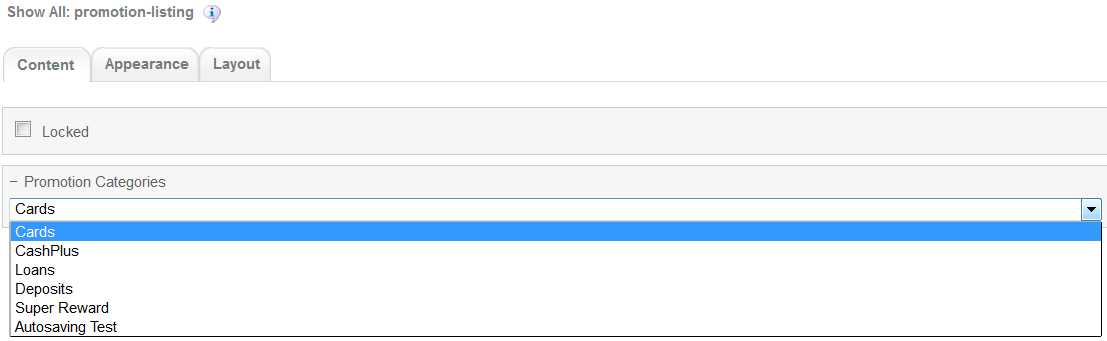 Show All: promotion-listing
Content Appearance Layout
Locked
− Promotion Categories
Cards
Cards
CashPlus
Loans
Deposits
Super Reward
Autosaving Test